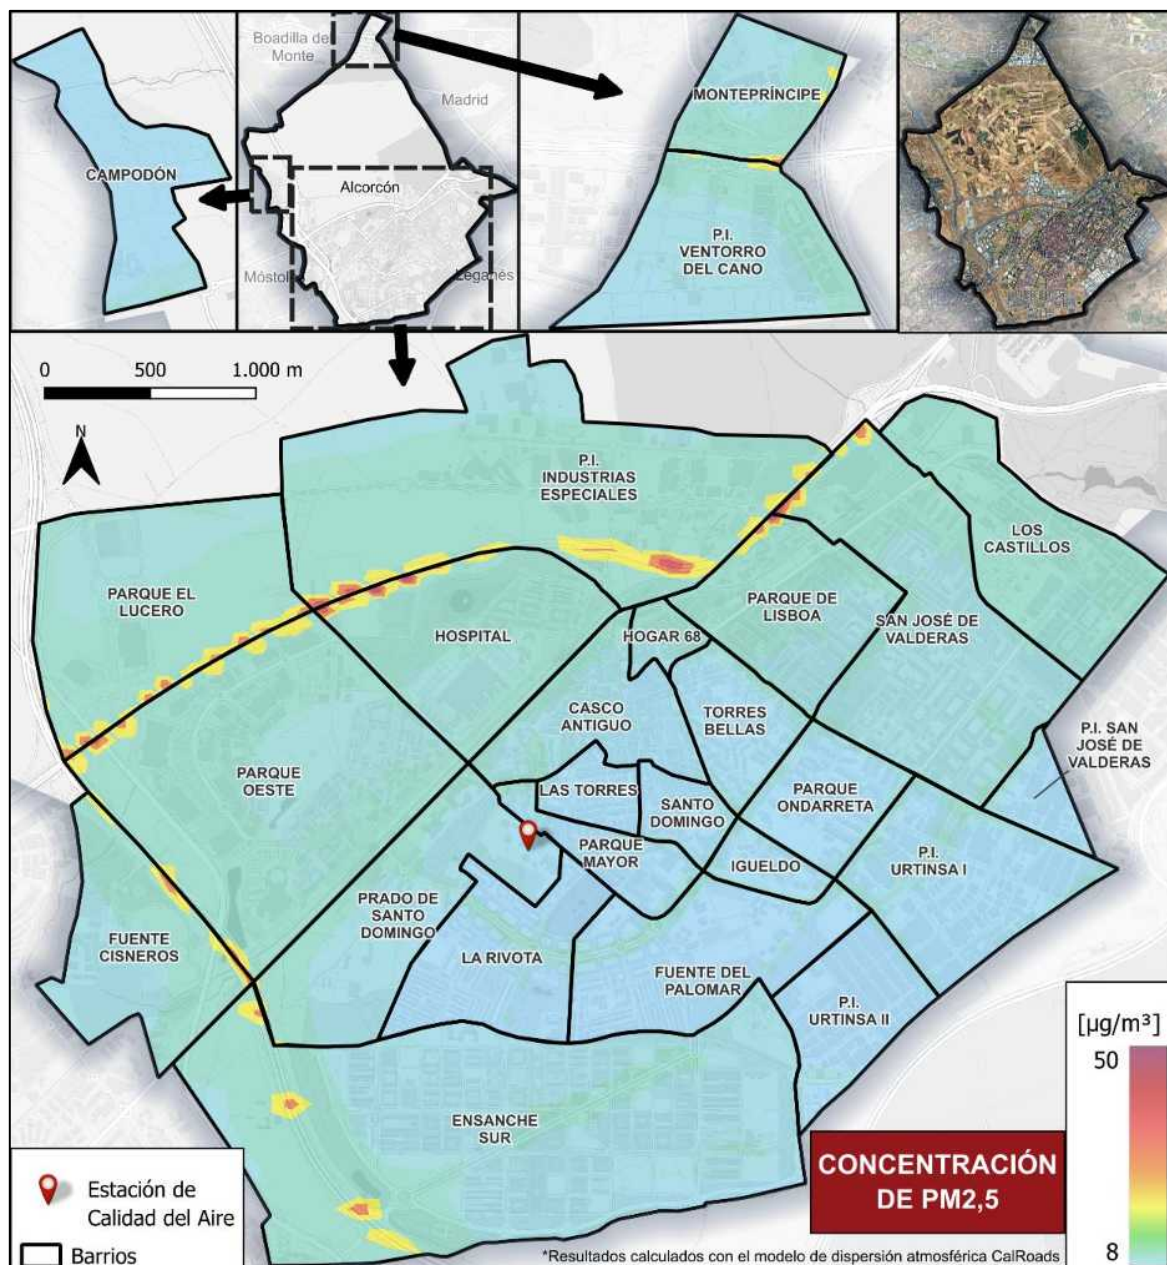 Boadilla del
Monte
Madrid
Alcorcón
Móstol
Leganés
CAMPODÓN
MONTEPRÍNCIPE
P.I.
VENTORRO
DEL CANO
0 500 1.000 m
N
P.I.
INDUSTRIAS
ESPECIALES
LOS
CASTILLOS
PARQUE EL
LUCERO
PARQUE DE
LISBOA
SAN JOSÉ DE
VALDERAS
HOSPITAL
HOGAR 68
CASCO
ANTIGUO
TORRES
BELLAS
P.I. SAN
JOSÉ DE
VALDERAS
PARQUE
OESTE
LAS TORRES
SANTO
DOMINGO
PARQUE
ONDARRETA
PARQUE
MAYOR
IGUELDO
P.I.
URTINSA I
PRADO DE
SANTO
DOMINGO
FUENTE
CISNEROS
LA RIVOTA
FUENTE DEL
PALOMAR
P.I.
URTINSA II
ENSANCHE
SUR
[µg/m³]
50
8
CONCENTRACIÓN
DE PM2,5
Estación de
Calidad del Aire
Barrios
*Resultados calculados con el modelo de dispersión atmosférica CalRoads